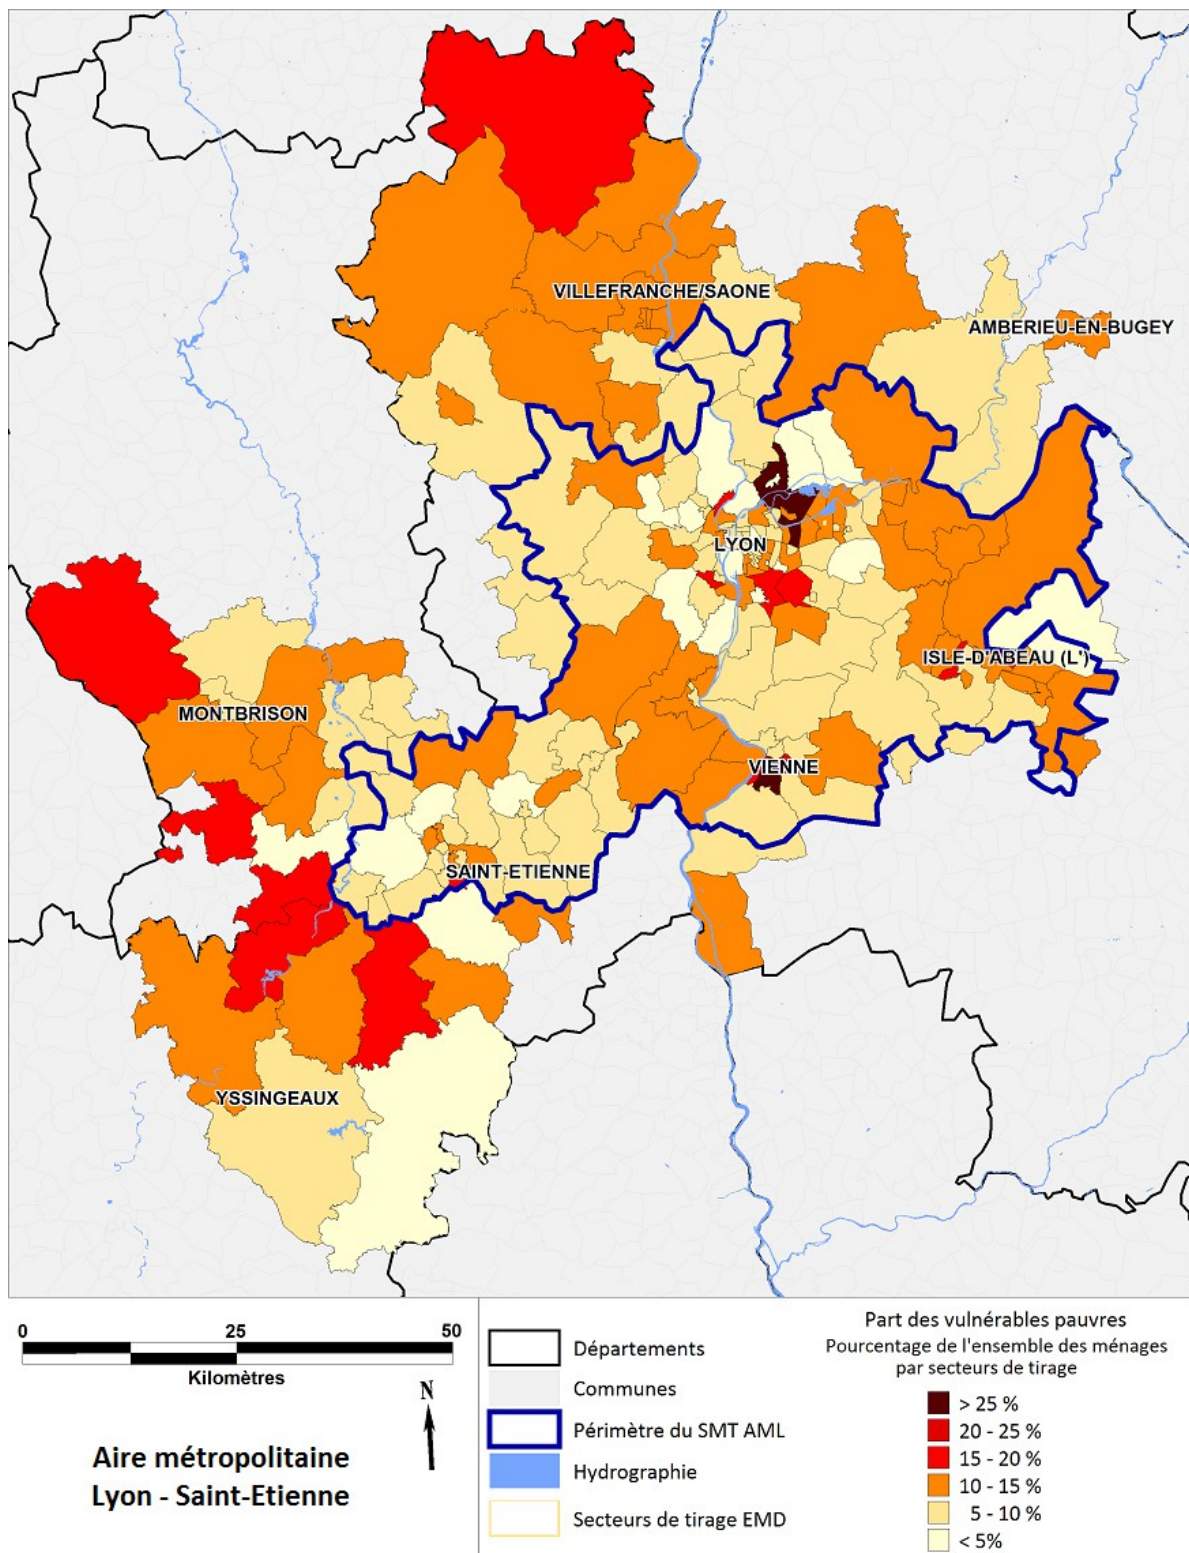 VILLEFRANCHE/SAONE
AMBERIEU-EN-BUGEY
LYON
ISLE-D'ABEAU (L')
MONTBRISON
VIENNE
SAINT-ETIENNE
YSSINGEAUX
0 25 50
Kilomètres
N
Aire métropolitaine
Lyon - Saint-Etienne
Départements
Communes
Périmètre du SMT AML
Hydrographie
Secteurs de tirage EMD
Part des vulnérables pauvres
Pourcentage de l'ensemble des ménages
par secteurs de tirage
> 25 %
20 - 25 %
15 - 20 %
10 - 15 %
5 - 10 %
< 5%